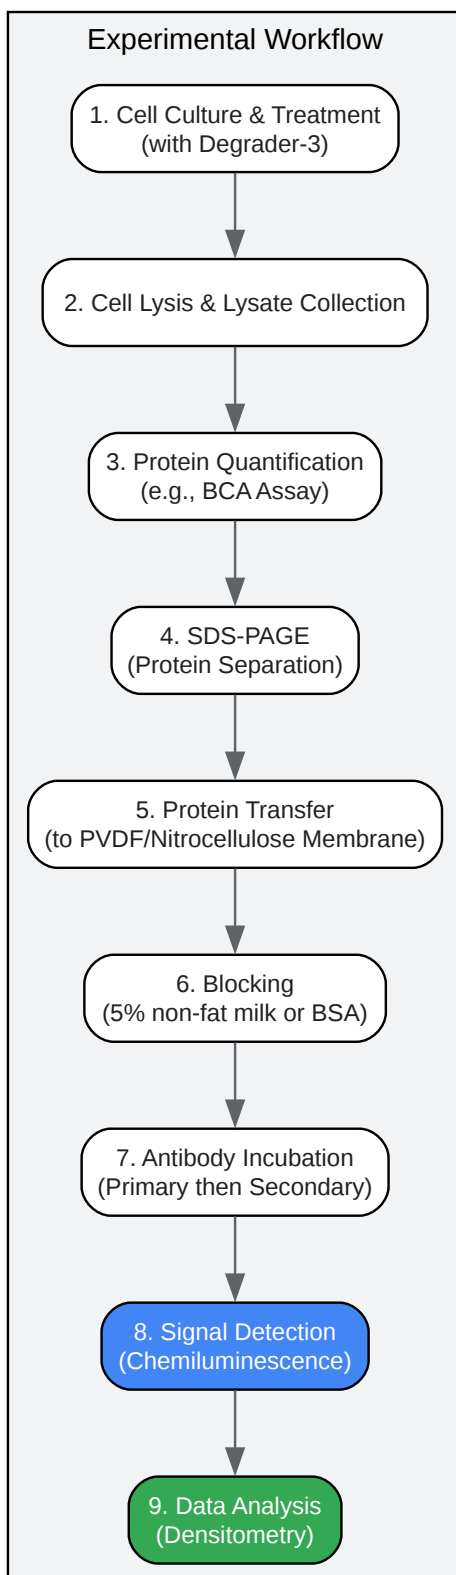 Experimental Workflow
1. Cell Culture & Treatment
(with Degrader-3)
2. Cell Lysis & Lysate Collection
3. Protein Quantification
(e.g., BCA Assay)
4. SDS-PAGE
(Protein Separation)
5. Protein Transfer
(to PVDF/Nitrocellulose Membrane)
6. Blocking
(5% non-fat milk or BSA)
7. Antibody Incubation
(Primary then Secondary)
8. Signal Detection
(Chemiluminescence)
9. Data Analysis
(Densitometry)